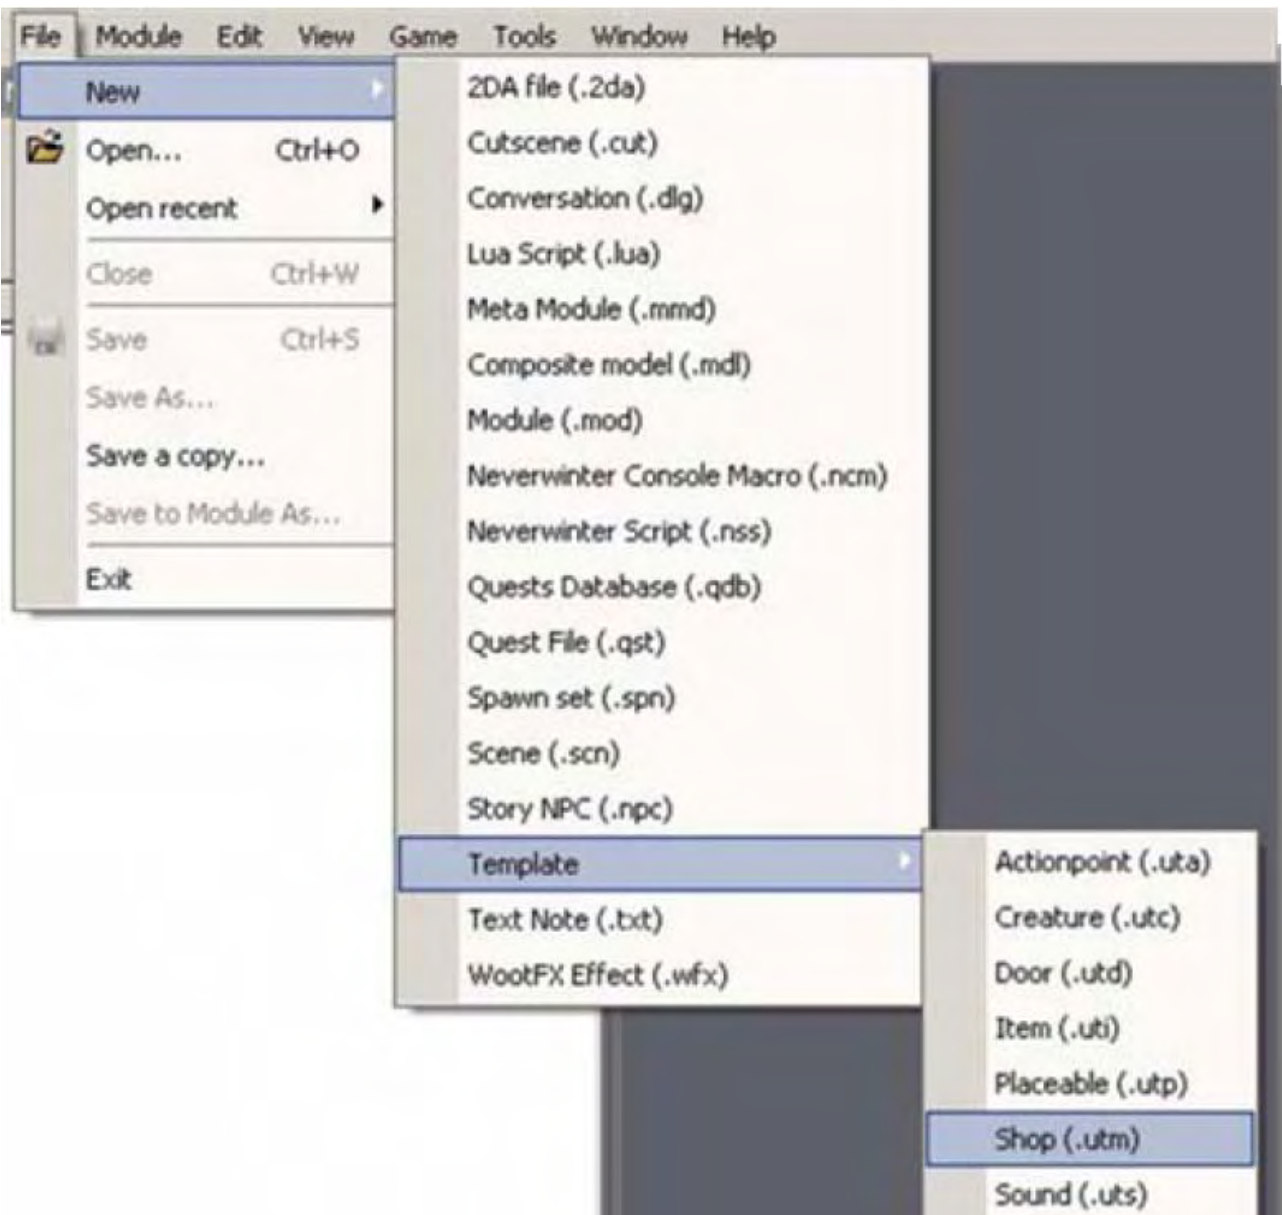 File Module Edit View Game Tools Window Help
New
Open... Ctrl+O
Open recent
Close Ctrl+W
Save Ctrl+S
Save As...
Save a copy...
Save to Module As...
Exit
2DA file (.2da)
Cutscene (.cut)
Conversation (.dlg)
Lua Script (.lua)
Meta Module (.mmd)
Composite model (.mdl)
Module (.mod)
Neverwinter Console Macro (.ncm)
Neverwinter Script (.nss)
Quests Database (.qdb)
Quest File (.qst)
Spawn set (.spn)
Scene (.scn)
Story NPC (.npc)
Template
Text Note (.txt)
WootFX Effect (.wfx)
Actionpoint (.uta)
Creature (.utc)
Door (.utd)
Item (.uti)
Placeable (.utp)
Shop (.utm)
Sound (.uts)